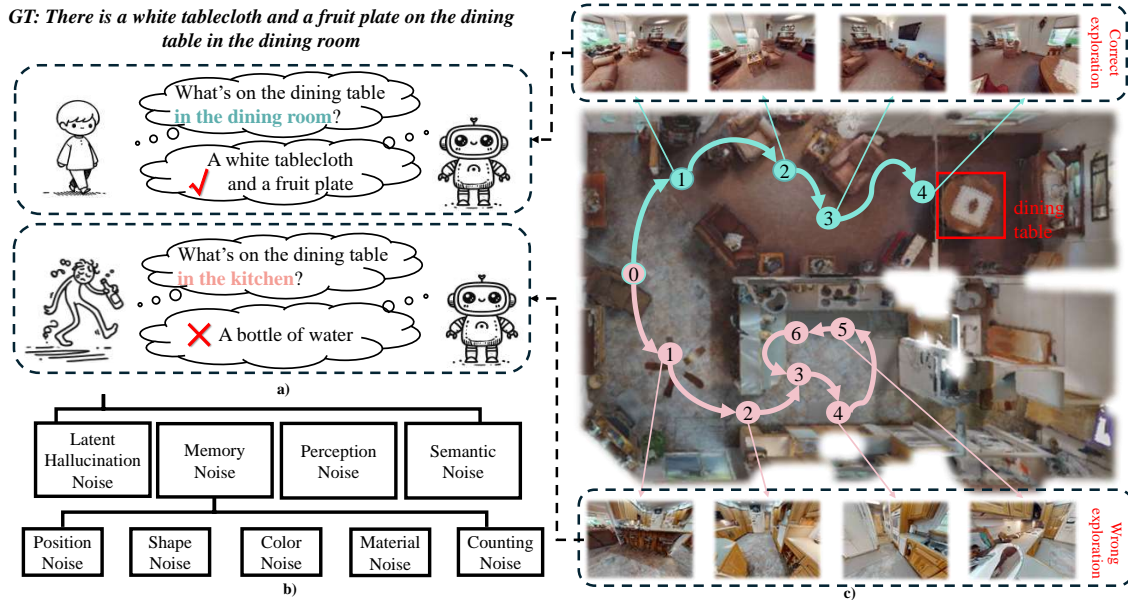 GT: There is a white tablecloth and a fruit plate on the dining
table in the dining room
What's on the dining table
in the dining room?
A white tablecloth
and a fruit plate
What's on the dining table
in the kitchen?
A bottle of water
a)
Latent
Hallucination
Noise
Memory
Noise
Perception
Noise
Semantic
Noise
Position
Noise
Shape
Noise
Color
Noise
Material
Noise
Counting
Noise
b)
Correct
exploration
1
2
3
4
dining
table
0
1
2
3
4
5
6
Wrong
exploration
c)